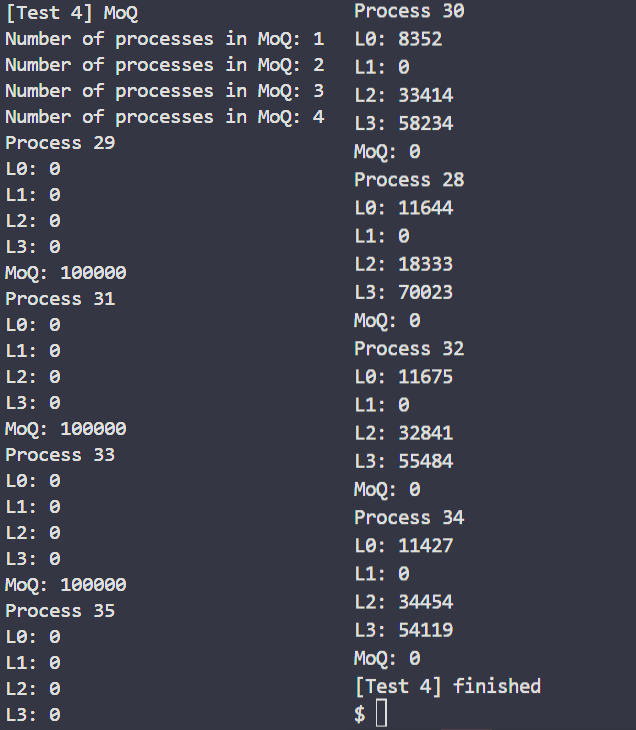 [Test 4] MoQ
Number of processes in MoQ: 1
Number of processes in MoQ: 2
Number of processes in MoQ: 3
Number of processes in MoQ: 4
Process 29
L0: 0
L1: 0
L2: 0
L3: 0
MoQ: 100000
Process 31
L0: 0
L1: 0
L2: 0
L3: 0
MoQ: 100000
Process 33
L0: 0
L1: 0
L2: 0
L3: 0
MoQ: 100000
Process 35
L0: 0
L1: 0
L2: 0
L3: 0
Process 30
L0: 8352
L1: 0
L2: 33414
L3: 58234
MoQ: 0
Process 28
L0: 11644
L1: 0
L2: 18333
L3: 70023
MoQ: 0
Process 32
L0: 11675
L1: 0
L2: 32841
L3: 55484
MoQ: 0
Process 34
L0: 11427
L1: 0
L2: 34454
L3: 54119
MoQ: 0
[Test 4] finished
$